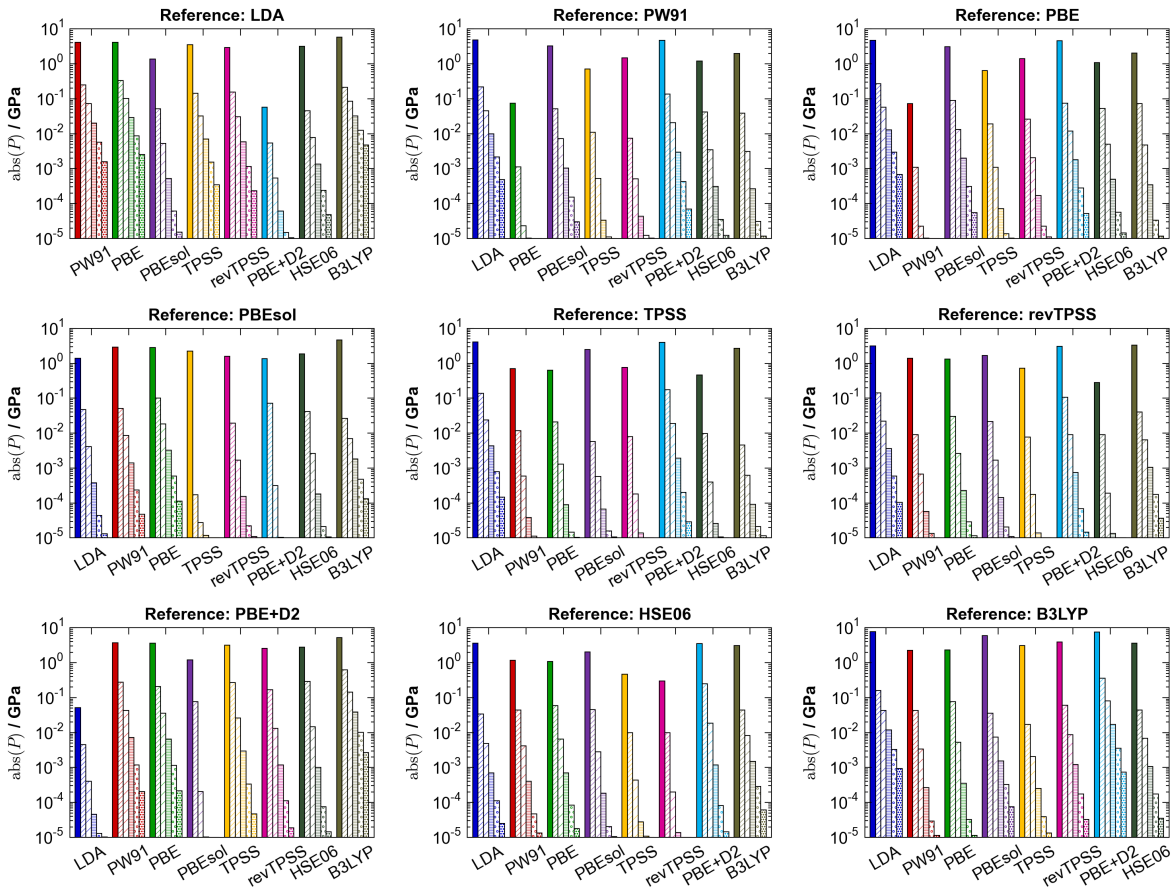 Reference: LDA
abs(P) / GPa
10^1
10^0
10^-1
10^-2
10^-3
10^-4
10^-5
PW91 PBE PBEsol TPSS revTPSS PBE+D2 HSE06 B3LYP
Reference: PW91
abs(P) / GPa
10^1
10^0
10^-1
10^-2
10^-3
10^-4
10^-5
LDA PBE PBEsol TPSS revTPSS PBE+D2 HSE06 B3LYP
Reference: PBE
abs(P) / GPa
10^1
10^0
10^-1
10^-2
10^-3
10^-4
10^-5
LDA PW91 PBEsol TPSS revTPSS PBE+D2 HSE06 B3LYP
Reference: PBEsol
abs(P) / GPa
10^1
10^0
10^-1
10^-2
10^-3
10^-4
10^-5
LDA PW91 PBE TPSS revTPSS PBE+D2 HSE06 B3LYP
Reference: TPSS
abs(P) / GPa
10^1
10^0
10^-1
10^-2
10^-3
10^-4
10^-5
LDA PW91 PBE PBEsol revTPSS PBE+D2 HSE06 B3LYP
Reference: revTPSS
abs(P) / GPa
10^1
10^0
10^-1
10^-2
10^-3
10^-4
10^-5
LDA PW91 PBE PBEsol TPSS PBE+D2 HSE06 B3LYP
Reference: PBE+D2
abs(P) / GPa
10^1
10^0
10^-1
10^-2
10^-3
10^-4
10^-5
LDA PW91 PBE PBEsol TPSS revTPSS HSE06 B3LYP
Reference: HSE06
abs(P) / GPa
10^1
10^0
10^-1
10^-2
10^-3
10^-4
10^-5
LDA PW91 PBE PBEsol TPSS revTPSS PBE+D2 B3LYP
Reference: B3LYP
abs(P) / GPa
10^1
10^0
10^-1
10^-2
10^-3
10^-4
10^-5
LDA PW91 PBE PBEsol TPSS revTPSS PBE+D2 HSE06